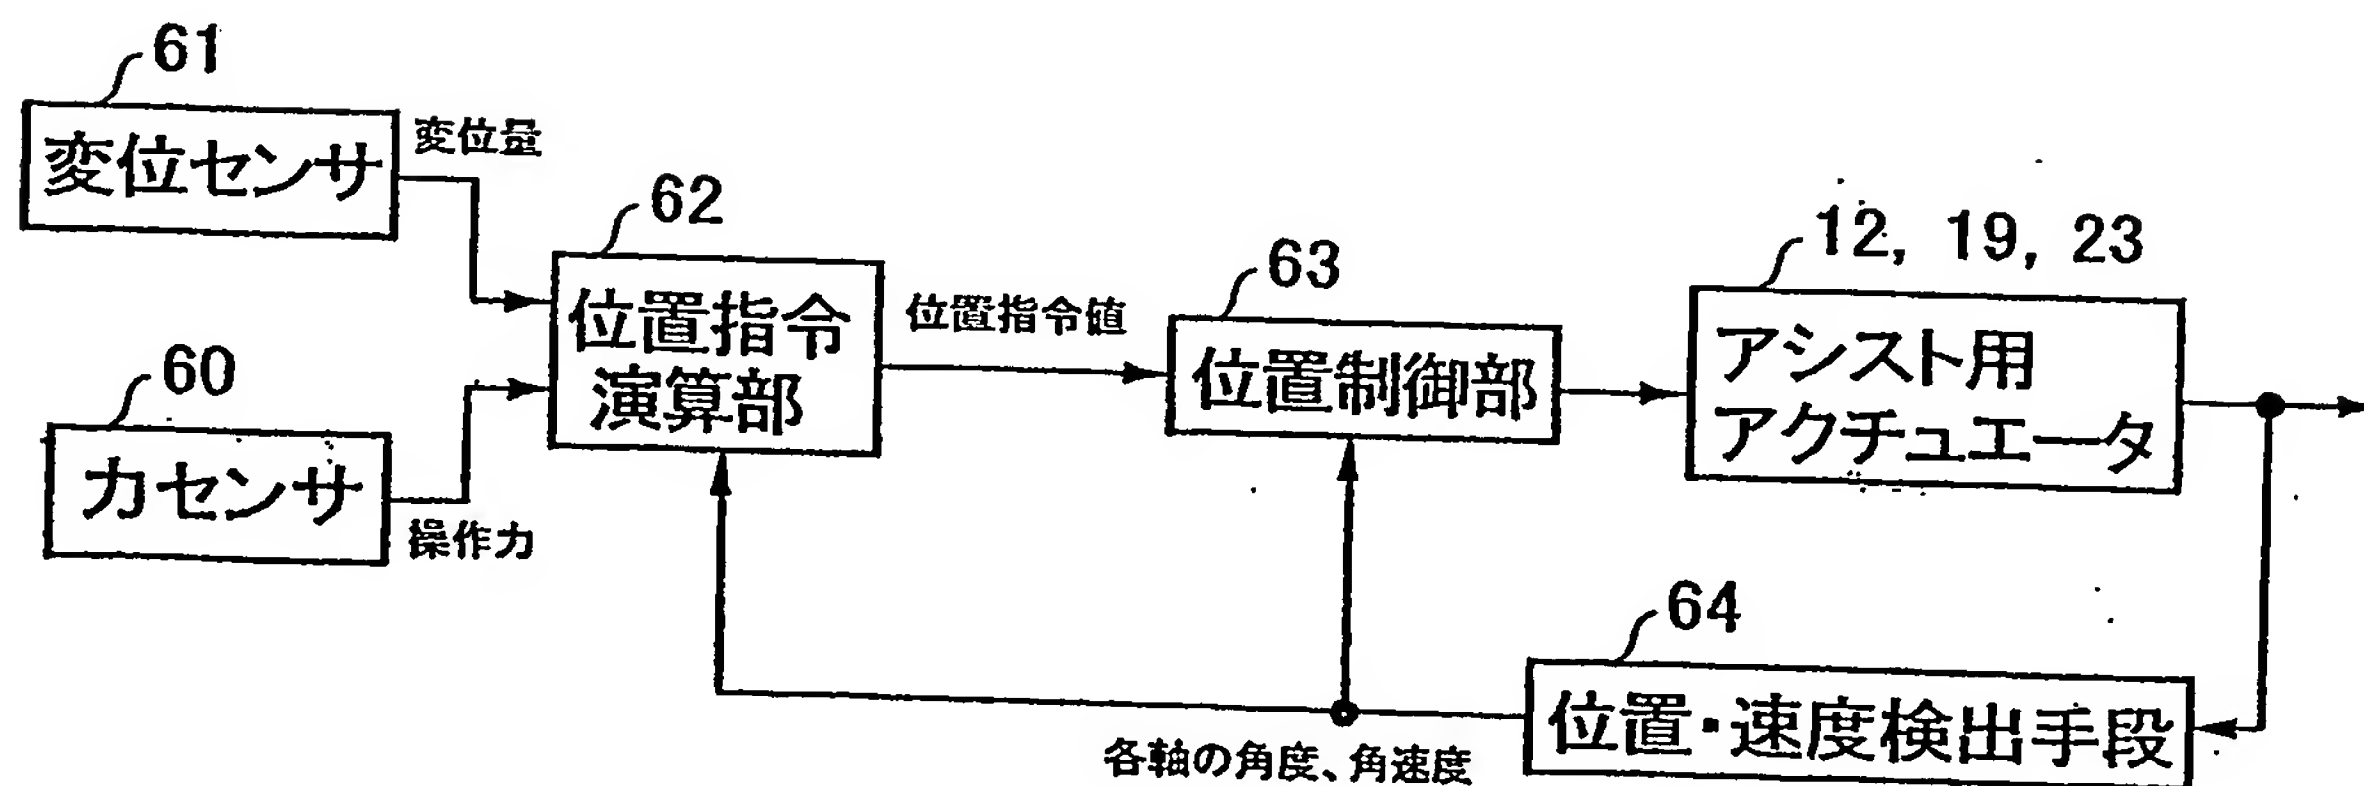 61
変位センサ
変位量
60
力センサ
操作力
62
位置指令
演算部
位置指令値
63
位置制御部
12, 19, 23
アシスト用
アクチュエータ
64
位置・速度検出手段
各軸の角度、角速度